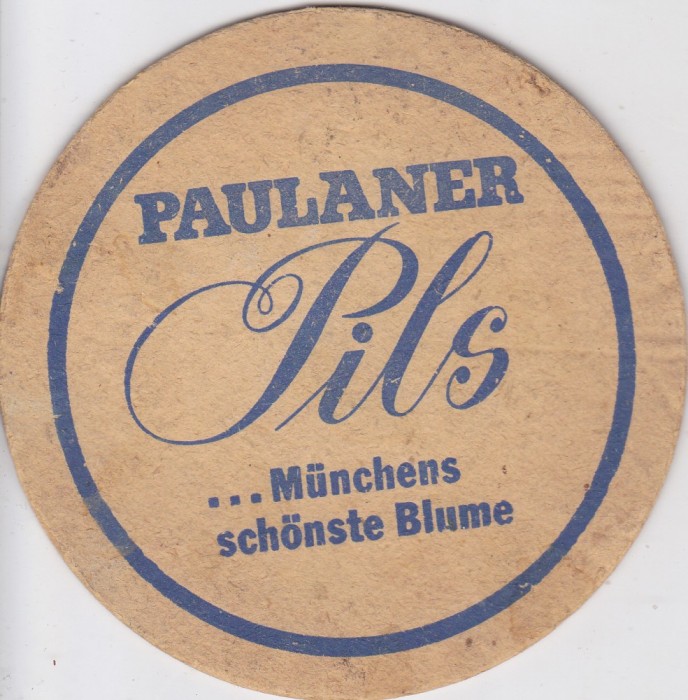 PAULANER
Pils
...Münchens
schönste Blume